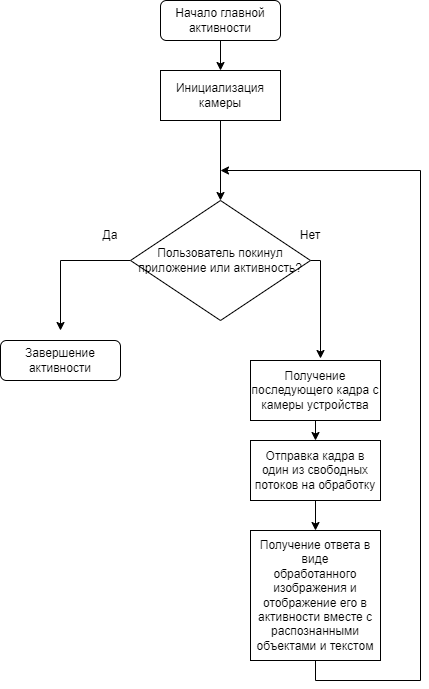 Начало главной
активности
Инициализация
камеры
Да
Нет
Пользователь покинул
приложение или активность?
Завершение
активности
Получение
последующего кадра с
камеры устройства
Отправка кадра в
один из свободных
потоков на обработку
Получение ответа в
виде
обработанного
изображения и
отображение его в
активности вместе с
распознанными
объектами и текстом